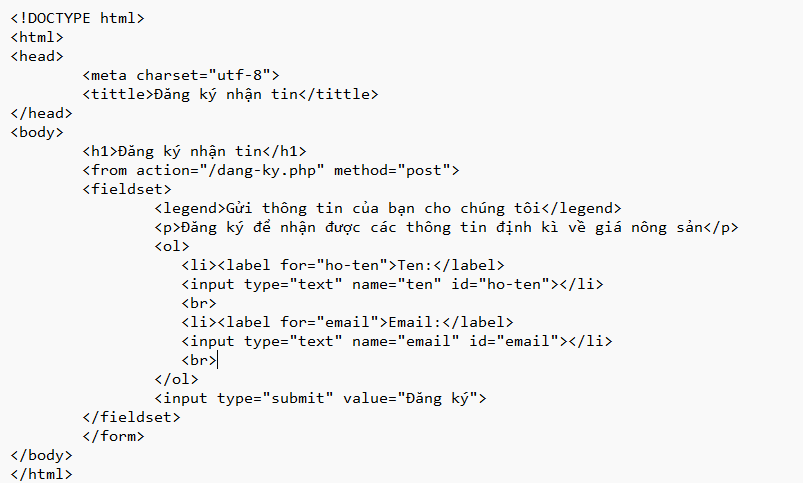 <!DOCTYPE html>
<html>
<head>
<meta charset="utf-8">
<tittle>Đăng ký nhận tin</tittle>
</head>
<body>
<h1>Đăng ký nhận tin</h1>
<from action="/dang-ky.php" method="post">
<fieldset>
<legend>Gửi thông tin của bạn cho chúng tôi</legend>
<p>Đăng ký để nhận được các thông tin định kì về giá nông sản</p>
<ol>
<li><label for="ho-ten">Ten:</label>
<input type="text" name="ten" id="ho-ten"></li>
<br>
<li><label for="email">Email:</label>
<input type="text" name="email" id="email"></li>
<br>
</ol>
<input type="submit" value="Đăng ký">
</fieldset>
</form>
</body>
</html>